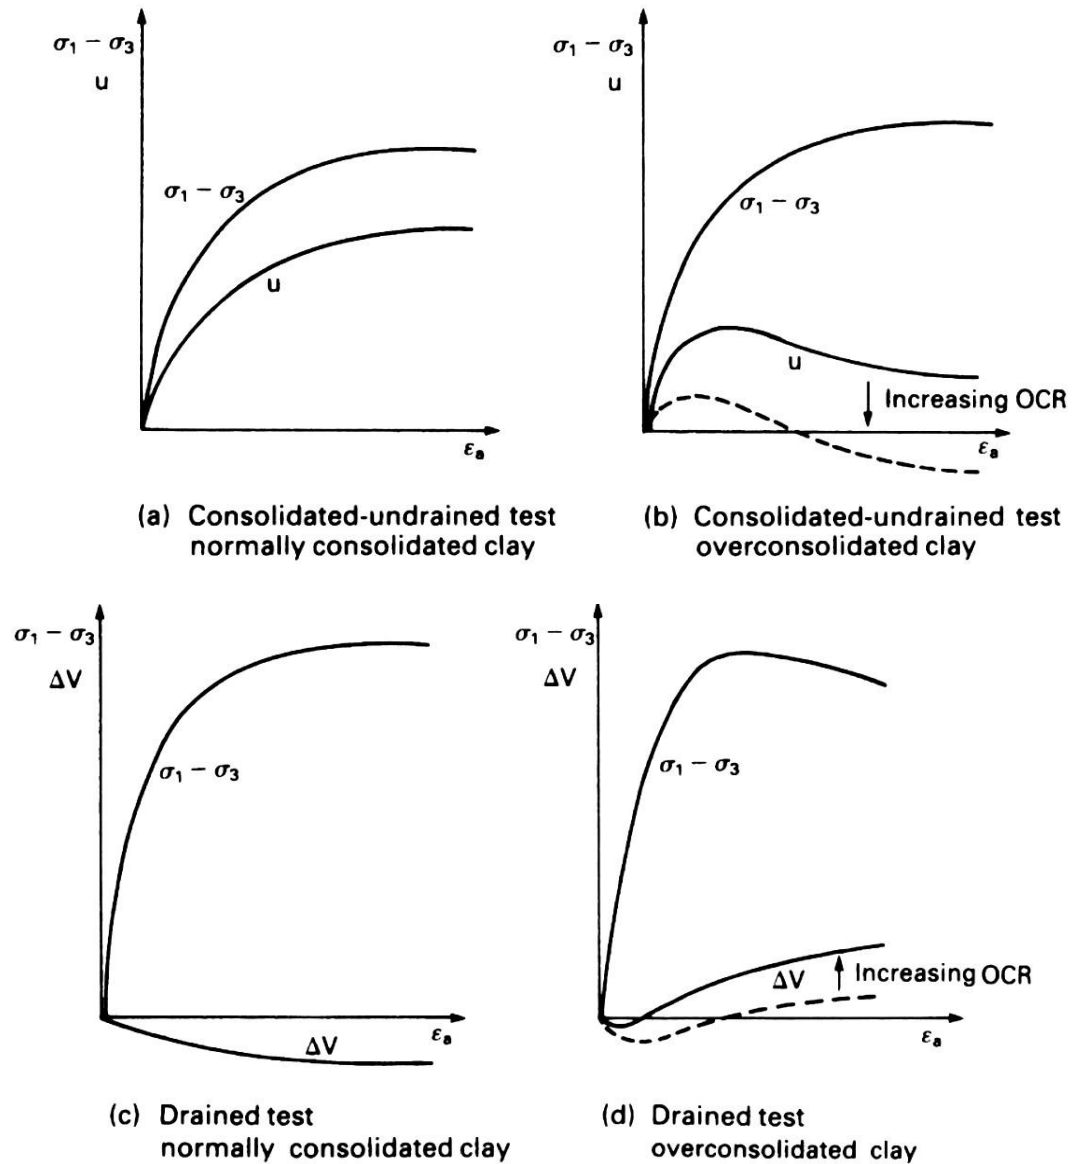 σ₁ − σ₃
u
σ₁ − σ₃
u
εₐ
(a) Consolidated-undrained test
normally consolidated clay
σ₁ − σ₃
u
σ₁ − σ₃
u
Increasing OCR
εₐ
(b) Consolidated-undrained test
overconsolidated clay
σ₁ − σ₃
ΔV
σ₁ − σ₃
ΔV
εₐ
(c) Drained test
normally consolidated clay
σ₁ − σ₃
ΔV
σ₁ − σ₃
ΔV
Increasing OCR
εₐ
(d) Drained test
overconsolidated clay